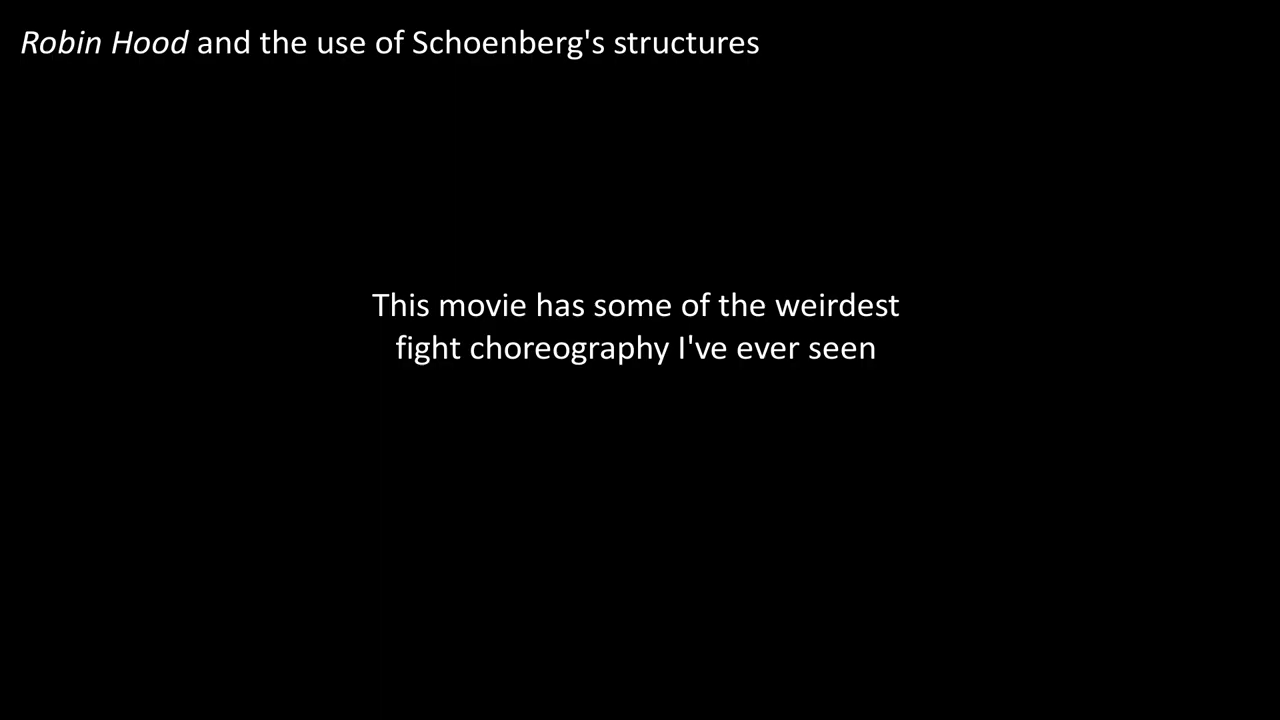 Robin Hood and the use of Schoenberg's structures
This movie has some of the weirdest
fight choreography I've ever seen